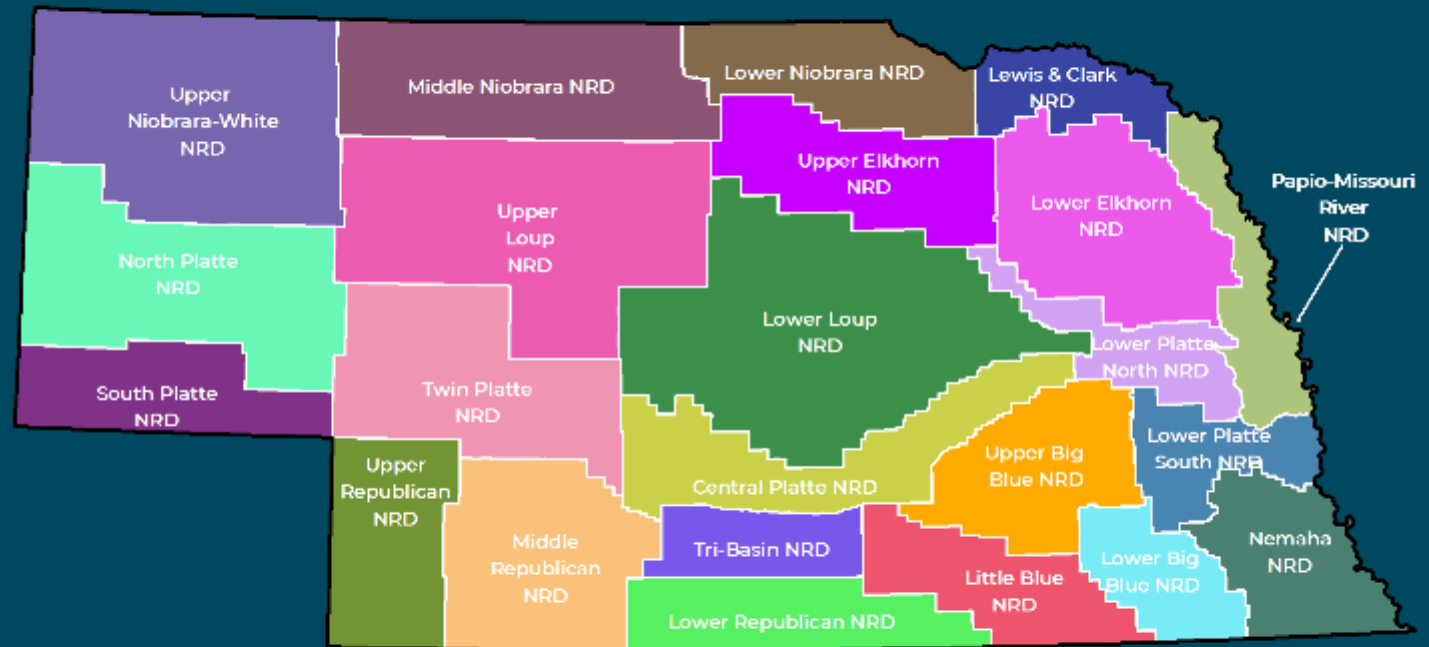 Upper
Niobrara-White
NRD
Middle Niobrara NRD
Lower Niobrara NRD
Lewis & Clark
NRD
Upper Elkhorn
NRD
Lower Elkhorn
NRD
Papio-Missouri
River
NRD
North Platte
NRD
Upper
Loup
NRD
Lower Loup
NRD
Lower Platte
North NRD
South Platte
NRD
Twin Platte
NRD
Central Platte NRD
Upper Big
Blue NRD
Lower Platte
South NRD
Upper
Republican
NRD
Middle
Republican
NRD
Tri-Basin NRD
Lower Republican NRD
Little Blue
NRD
Lower Big
Blue NRD
Nemaha
NRD